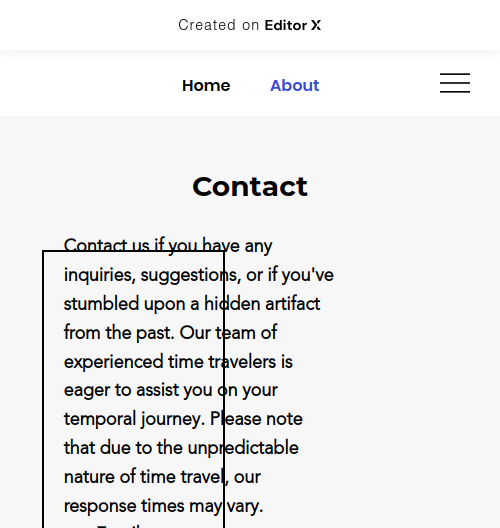 Created on Editor X
Home About
Contact
Contact us if you have any
inquiries, suggestions, or if you've
stumbled upon a hidden artifact
from the past. Our team of
experienced time travelers is
eager to assist you on your
temporal journey. Please note
that due to the unpredictable
nature of time travel, our
response times may vary.